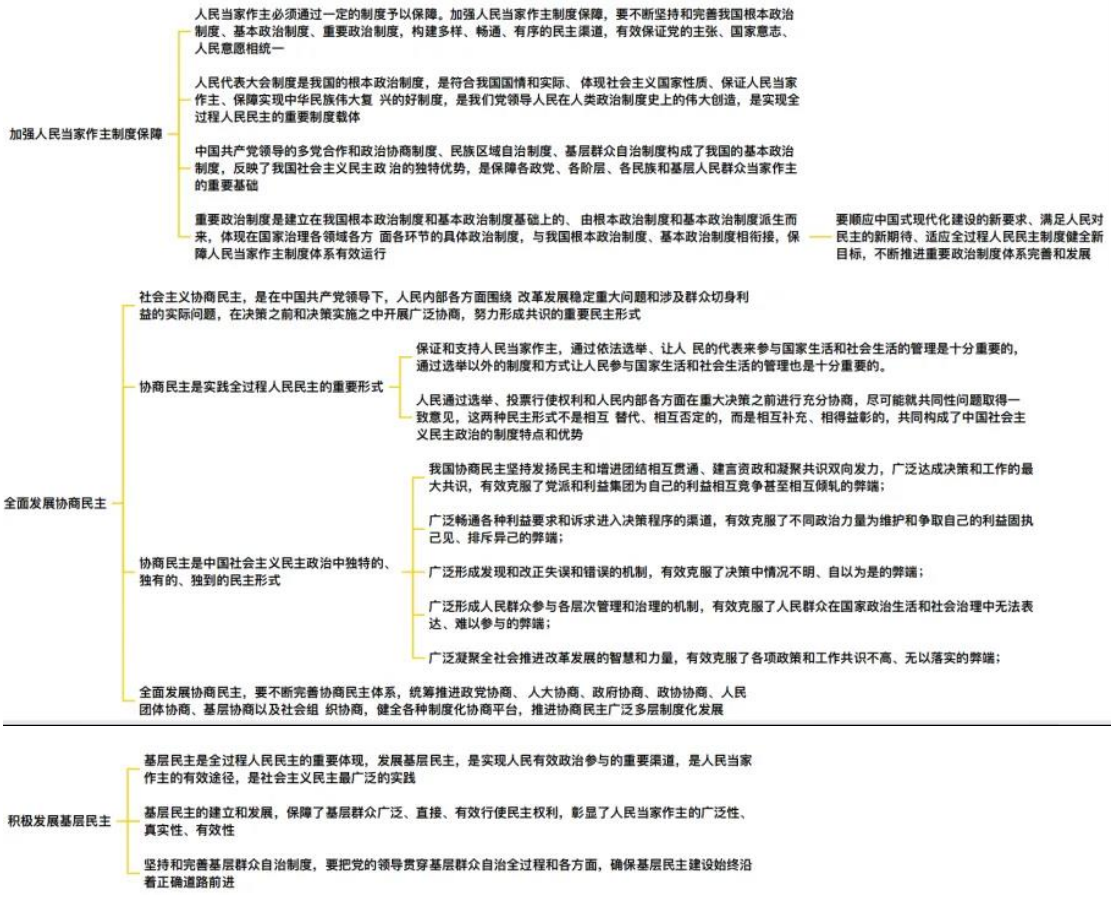 加强人民当家作主制度保障
人民当家作主必须通过一定的制度予以保障。加强人民当家作主制度保障，要不断坚持和完善我国根本政治
制度、基本政治制度、重要政治制度，构建多样、畅通、有序的民主渠道，有效保证党的主张、国家意志、
人民意愿相统一
人民代表大会制度是我国的根本政治制度，是符合我国国情和实际、 体现社会主义国家性质、保证人民当家
作主、保障实现中华民族伟大复 兴的好制度，是我们党领导人民在人类政治制度史上的伟大创造，是实现全
过程人民民主的重要制度载体
中国共产党领导的多党合作和政治协商制度、民族区域自治制度、基层群众自治制度构成了我国的基本政治
制度，反映了我国社会主义民主政 治的独特优势，是保障各政党、各阶层、各民族和基层人民群众当家作主
的重要基础
重要政治制度是建立在我国根本政治制度和基本政治制度基础上的、 由根本政治制度和基本政治制度派生而
来，体现在国家治理各领域各方 面各环节的具体政治制度，与我国根本政治制度、基本政治制度相衔接，保
障人民当家作主制度体系有效运行
要顺应中国式现代化建设的新要求、满足人民对
民主的新期待、适应全过程人民民主制度健全新
目标，不断推进重要政治制度体系完善和发展
全面发展协商民主
社会主义协商民主，是在中国共产党领导下，人民内部各方面围绕 改革发展稳定重大问题和涉及群众切身利
益的实际问题，在决策之前和决策实施之中开展广泛协商，努力形成共识的重要民主形式
协商民主是实践全过程人民民主的重要形式
保证和支持人民当家作主，通过依法选举、让人 民的代表来参与国家生活和社会生活的管理是十分重要的，
通过选举以外的制度和方式让人民参与国家生活和社会生活的管理也是十分重要的。
人民通过选举、投票行使权利和人民内部各方面在重大决策之前进行充分协商，尽可能就共同性问题取得一
致意见，这两种民主形式不是相互 替代、相互否定的，而是相互补充、相得益彰的，共同构成了中国社会主
义民主政治的制度特点和优势
协商民主是中国社会主义民主政治中独特的、
独有的、独到的民主形式
我国协商民主坚持发扬民主和增进团结相互贯通、建言资政和凝聚共识双向发力，广泛达成决策和工作的最
大共识，有效克服了党派和利益集团为自己的利益相互竞争甚至相互倾轧的弊端；
广泛畅通各种利益要求和诉求进入决策程序的渠道，有效克服了不同政治力量为维护和争取自己的利益固执
己见、排斥异己的弊端；
广泛形成发现和改正失误和错误的机制，有效克服了决策中情况不明、自以为是的弊端；
广泛形成人民群众参与各层次管理和治理的机制，有效克服了人民群众在国家政治生活和社会治理中无法表
达、难以参与的弊端；
广泛凝聚全社会推进改革发展的智慧和力量，有效克服了各项政策和工作共识不高、无以落实的弊端；
全面发展协商民主，要不断完善协商民主体系，统筹推进政党协商、 人大协商、政府协商、政协协商、人民
团体协商、基层协商以及社会组 织协商，健全各种制度化协商平台，推进协商民主广泛多层制度化发展
积极发展基层民主
基层民主是全过程人民民主的重要体现，发展基层民主，是实现人民有效政治参与的重要渠道，是人民当家
作主的有效途径，是社会主义民主最广泛的实践
基层民主的建立和发展，保障了基层群众广泛、直接、有效行使民主权利，彰显了人民当家作主的广泛性、
真实性、有效性
坚持和完善基层群众自治制度，要把党的领导贯穿基层群众自治全过程和各方面，确保基层民主建设始终沿
着正确道路前进